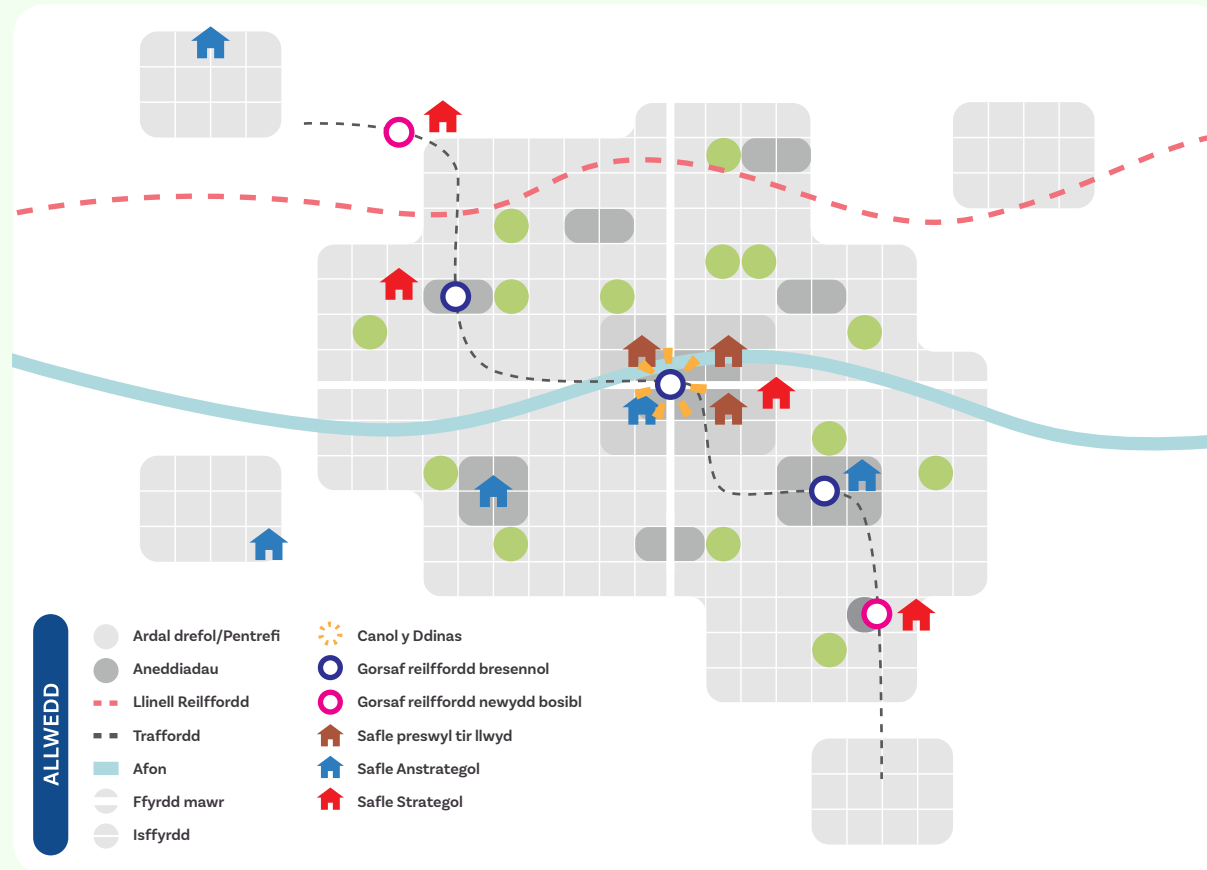 ALLWEDD
Ardal drefol/Pentrefi
Aneddiadau
Llinell Reilffordd
Traffordd
Afon
Ffyrdd mawr
Isffyrdd
Canol y Ddinas
Gorsaf reilffordd bresennol
Gorsaf reilffordd newydd bosibl
Safle preswyl tir llwyd
Safle Anstrategol
Safle Strategol